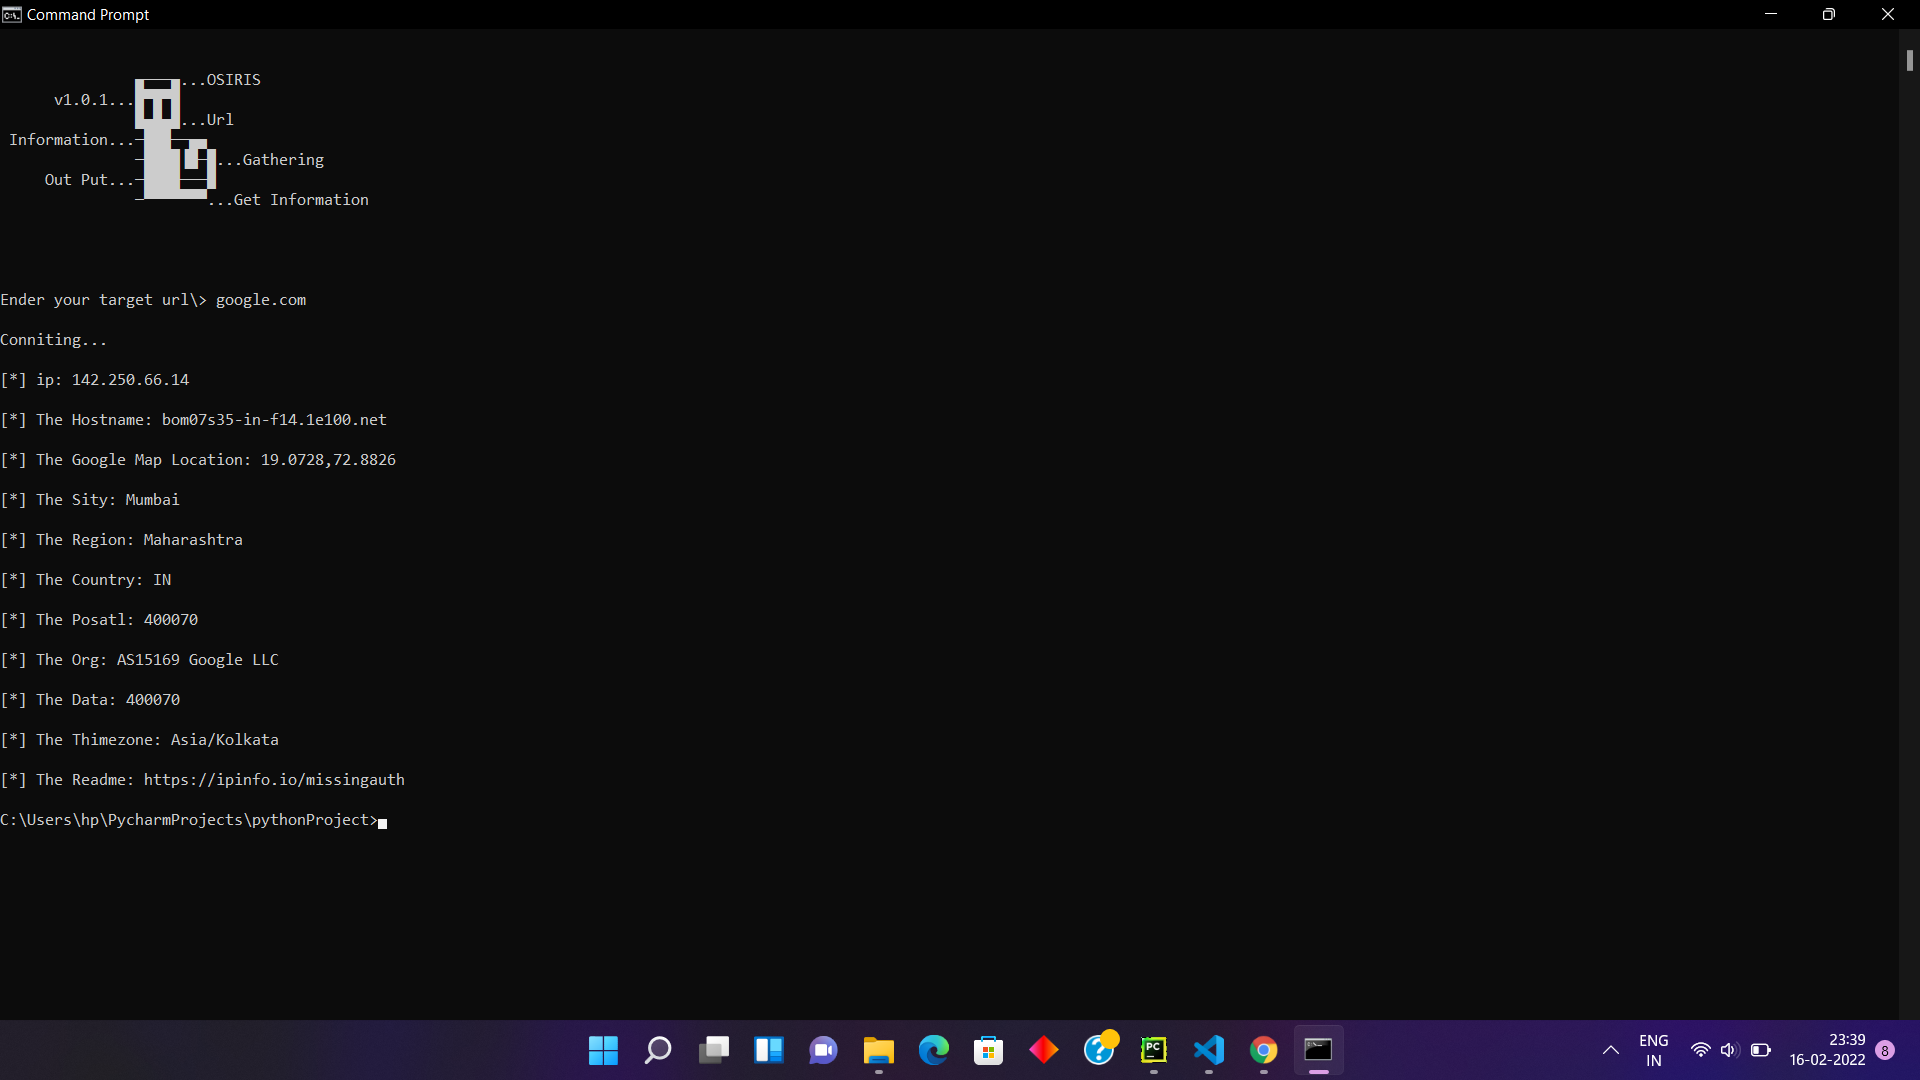 Command Prompt
...OSIRIS
v1.0.1...
...Url
Information...
...Gathering
Out Put...
...Get Information
Ender your target url\> google.com
Conniting...
[*] ip: 142.250.66.14
[*] The Hostname: bom07s35-in-f14.1e100.net
[*] The Google Map Location: 19.0728,72.8826
[*] The Sity: Mumbai
[*] The Region: Maharashtra
[*] The Country: IN
[*] The Posatl: 400070
[*] The Org: AS15169 Google LLC
[*] The Data: 400070
[*] The Thimezone: Asia/Kolkata
[*] The Readme: https://ipinfo.io/missingauth
C:\Users\hp\PycharmProjects\pythonProject>
PC
ENG
IN
23:39
16-02-2022
8